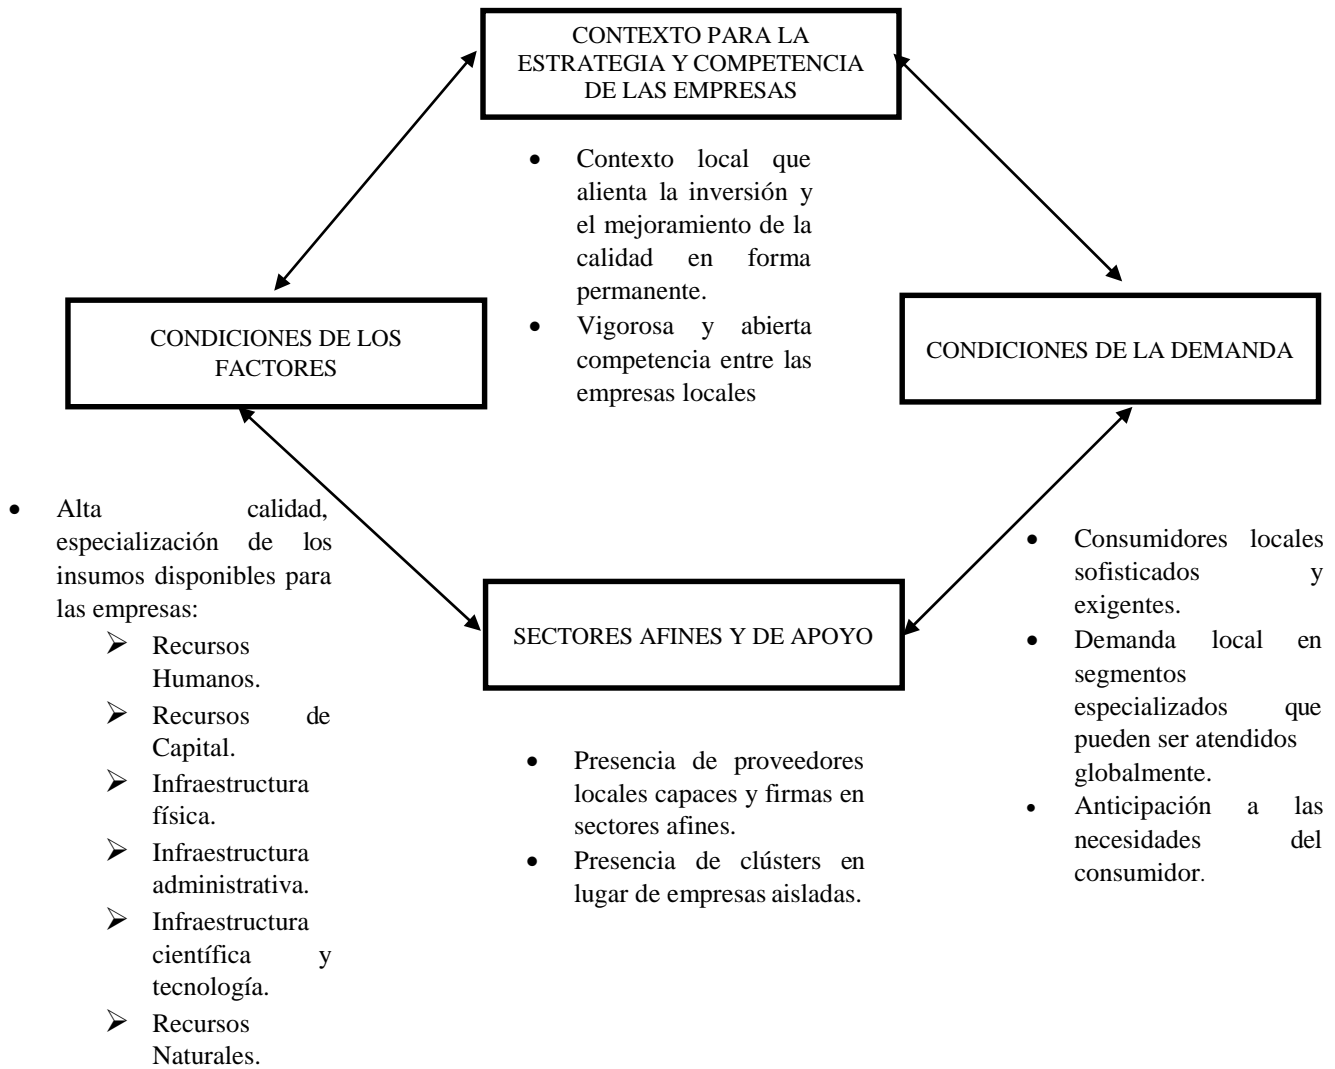 CONTEXTO PARA LA
ESTRATEGIA Y COMPETENCIA
DE LAS EMPRESAS
• Contexto local que
alienta la inversión y
el mejoramiento de la
calidad en forma
permanente.
• Vigorosa y abierta
competencia entre las
empresas locales
CONDICIONES DE LOS
FACTORES
CONDICIONES DE LA DEMANDA
• Alta calidad,
especialización de los
insumos disponibles para
las empresas:
➢ Recursos
Humanos.
➢ Recursos de
Capital.
➢ Infraestructura
física.
➢ Infraestructura
administrativa.
➢ Infraestructura
científica y
tecnología.
➢ Recursos
Naturales.
SECTORES AFINES Y DE APOYO
• Presencia de proveedores
locales capaces y firmas en
sectores afines.
• Presencia de clústers en
lugar de empresas aisladas.
• Consumidores locales
sofisticados y
exigentes.
• Demanda local en
segmentos
especializados que
pueden ser atendidos
globalmente.
• Anticipación a las
necesidades del
consumidor.